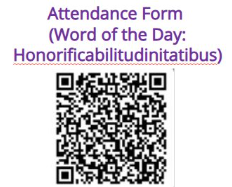 Attendance Form
(Word of the Day:
Honorificabilitudinitatibus)